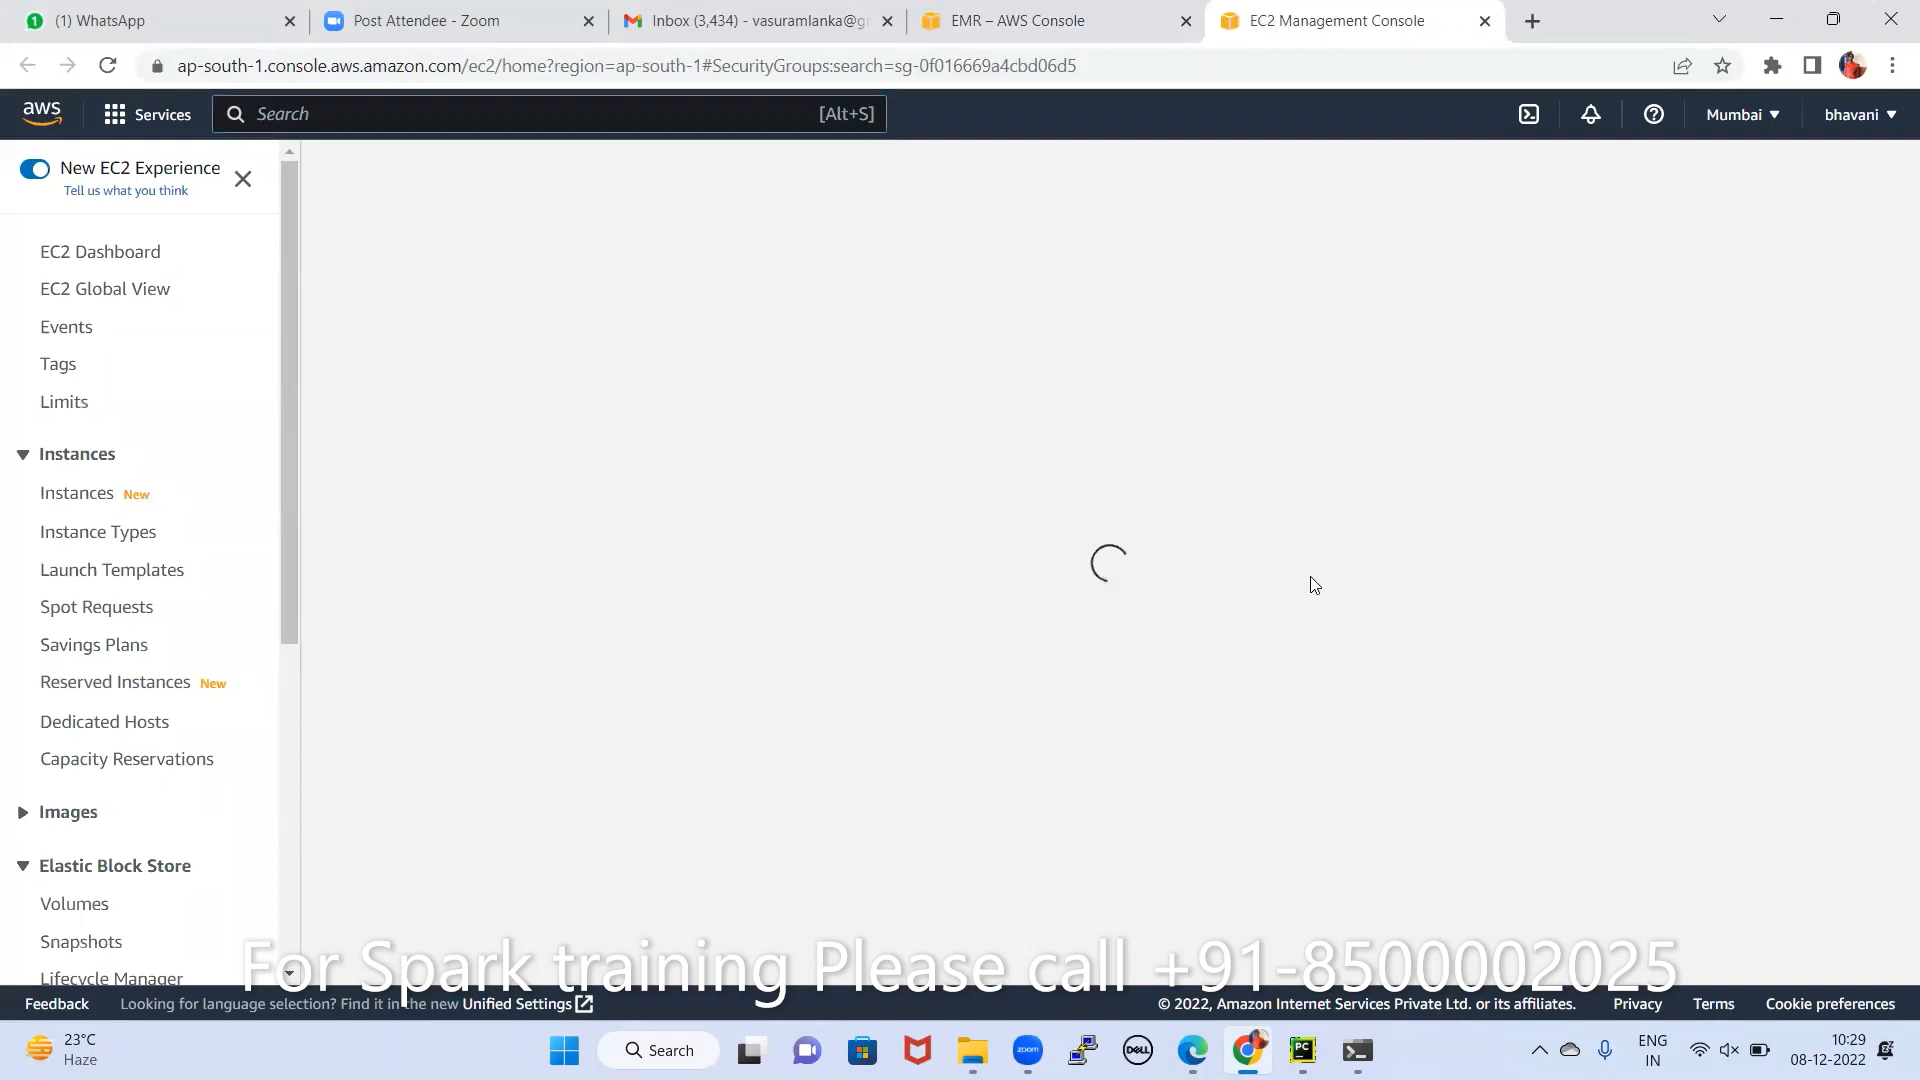 (1) WhatsApp
Post Attendee - Zoom
Inbox (3,434) - vasuramlanka@g
EMR – AWS Console
EC2 Management Console
ap-south-1.console.aws.amazon.com/ec2/home?region=ap-south-1#SecurityGroups:search=sg-0f016669a4cbd06d5
aws
Services
Search
[Alt+S]
Mumbai
bhavani
New EC2 Experience
Tell us what you think
EC2 Dashboard
EC2 Global View
Events
Tags
Limits
Instances
Instances New
Instance Types
Launch Templates
Spot Requests
Savings Plans
Reserved Instances New
Dedicated Hosts
Capacity Reservations
Images
Elastic Block Store
Volumes
Snapshots
Lifecycle Manager
For Spark training Please call +91-8500002025
Feedback
Looking for language selection? Find it in the new Unified Settings
© 2022, Amazon Internet Services Private Ltd. or its affiliates.
Privacy
Terms
Cookie preferences
23°C
Haze
Search
zoom
DELL
PC
ENG
IN
10:29
08-12-2022